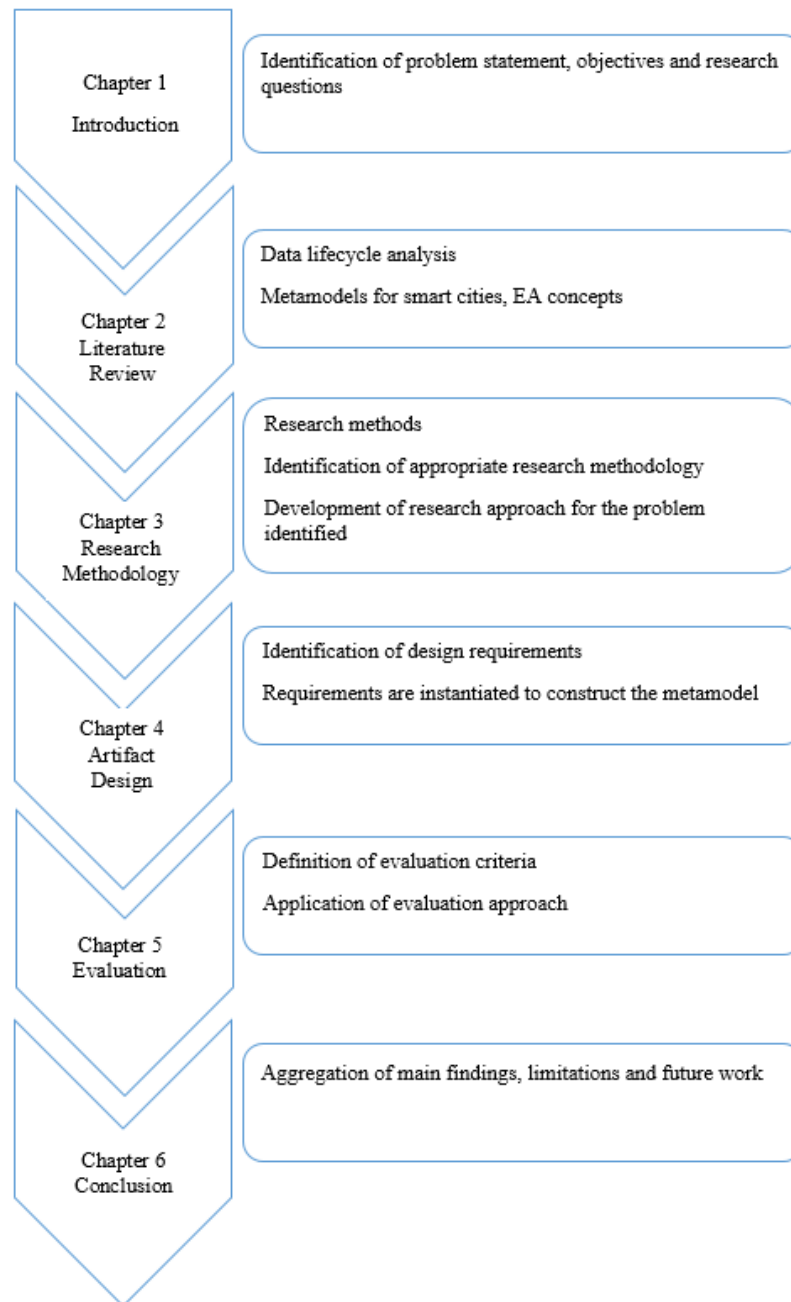 Chapter 1
Introduction
Identification of problem statement, objectives and research
questions
Chapter 2
Literature
Review
Data lifecycle analysis
Metamodels for smart cities, EA concepts
Chapter 3
Research
Methodology
Research methods
Identification of appropriate research methodology
Development of research approach for the problem
identified
Chapter 4
Artifact
Design
Identification of design requirements
Requirements are instantiated to construct the metamodel
Chapter 5
Evaluation
Definition of evaluation criteria
Application of evaluation approach
Chapter 6
Conclusion
Aggregation of main findings, limitations and future work